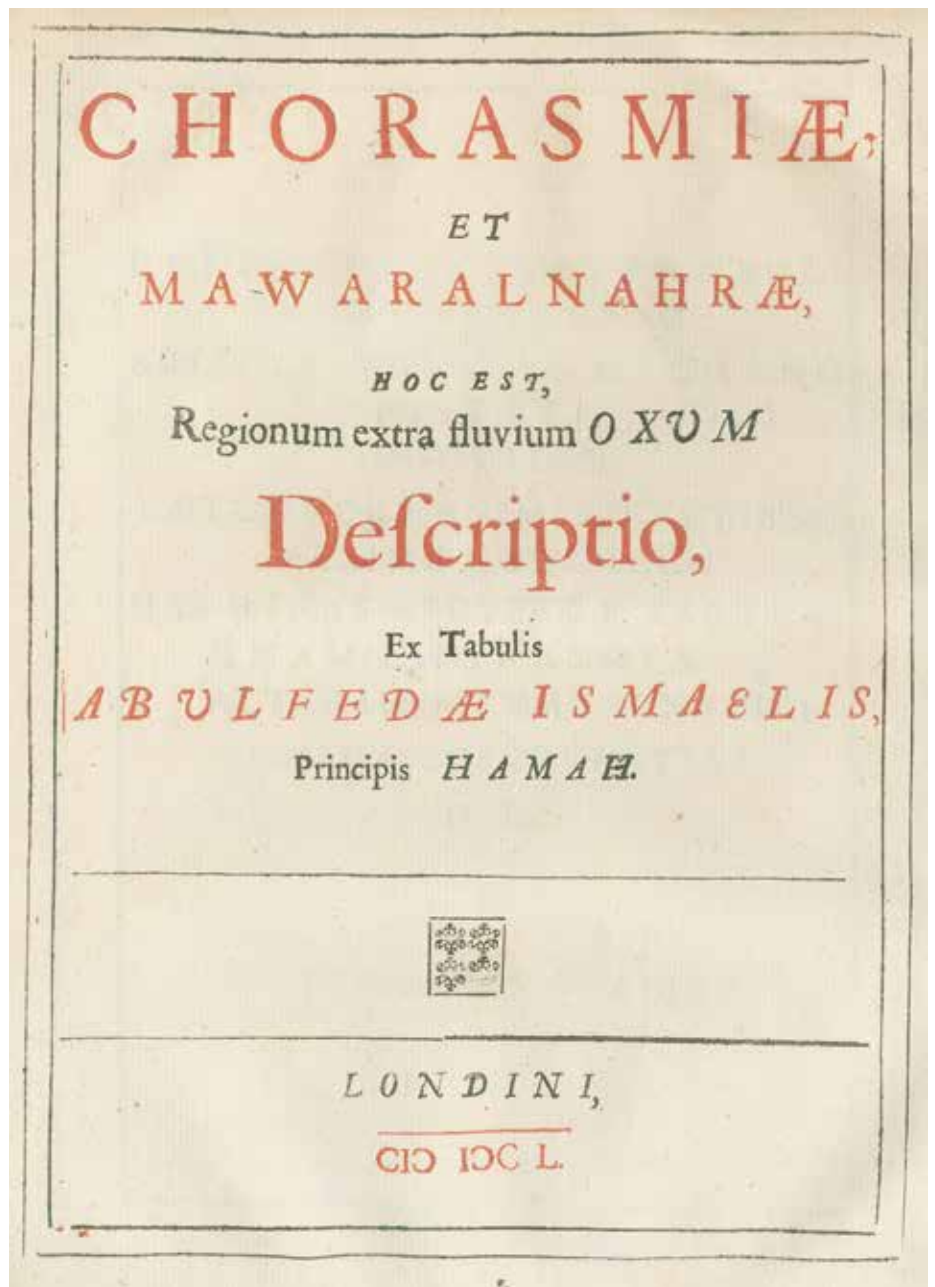 CHORASMIÆ,
ET
MAWARALNAHRÆ,
HOC EST,
Regionum extra fluvium OXUM
Deſcriptio,
Ex Tabulis
ABULFEDÆ ISMAELIS,
Principis HAMAH.
LONDINI,
CIↃ IↃC L.